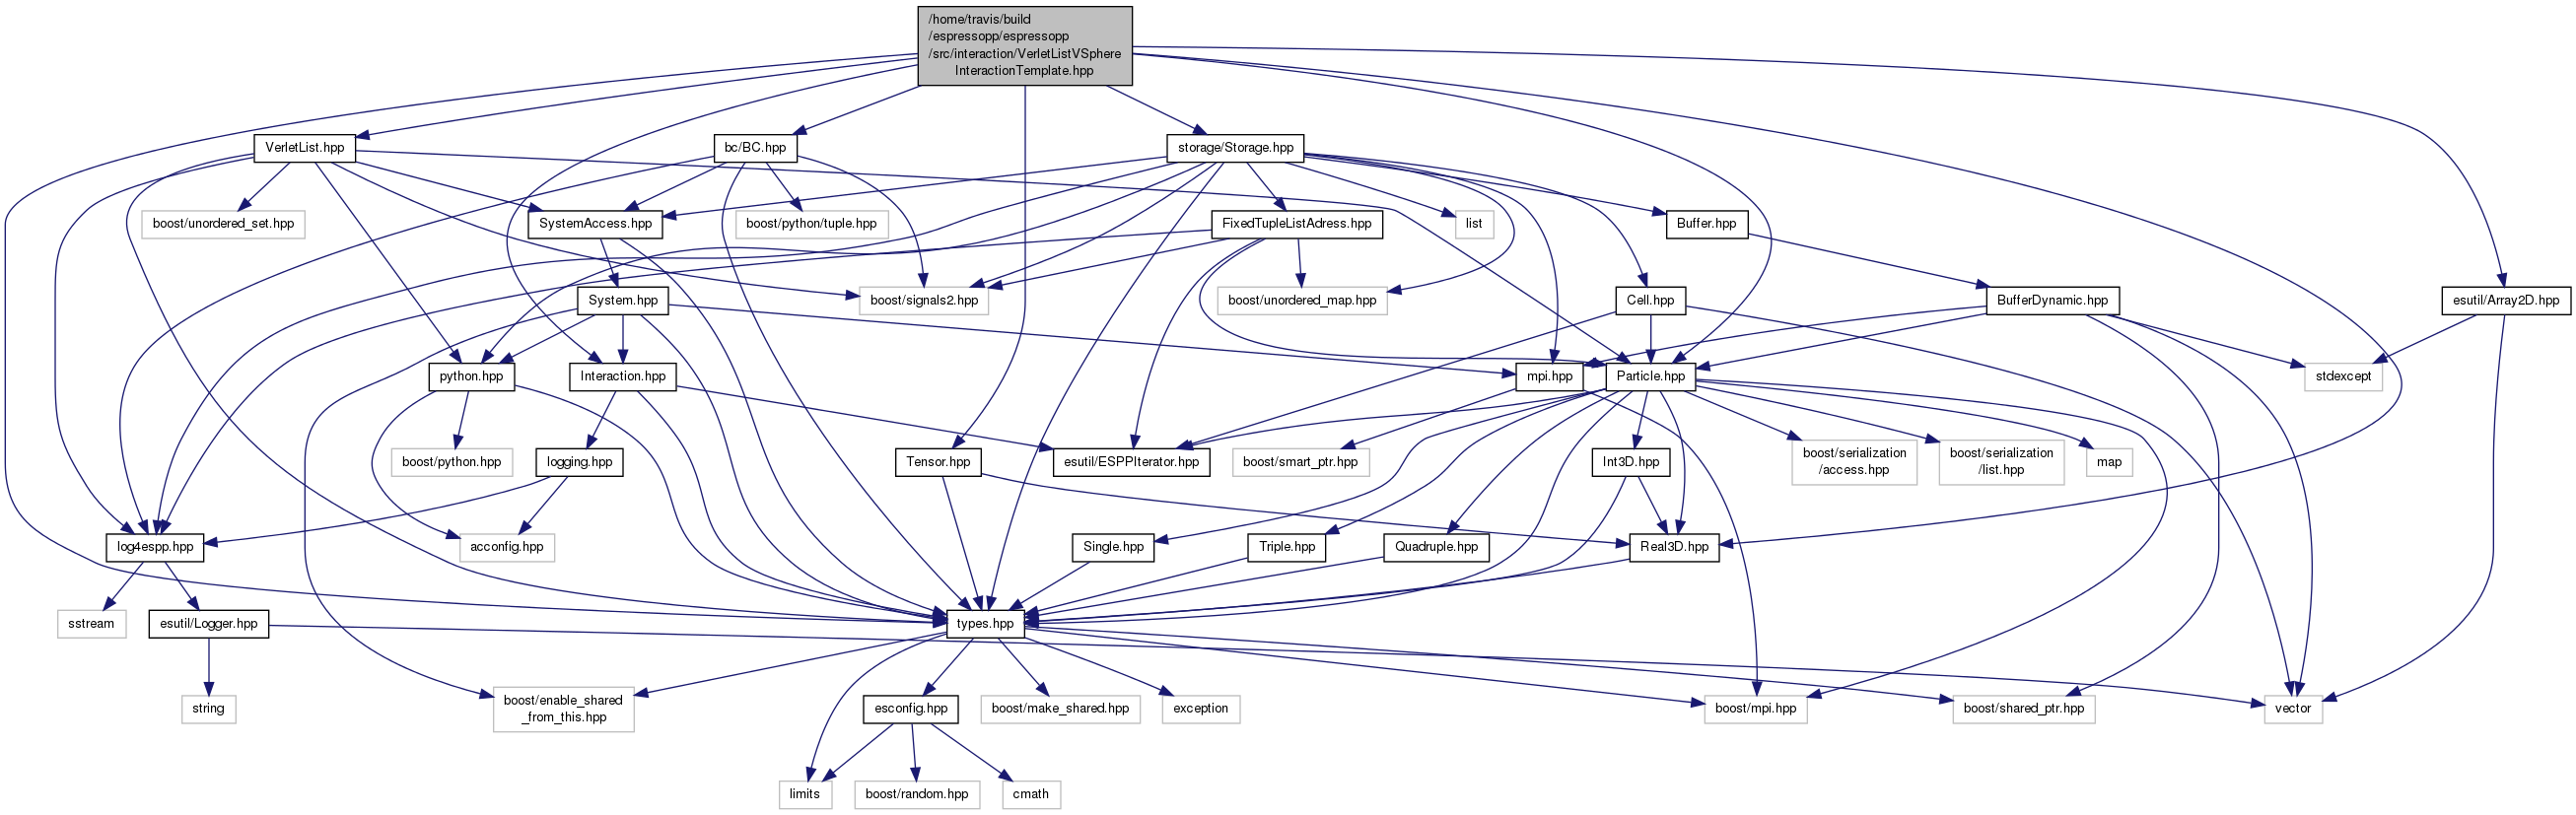 /home/travis/build
/espressopp/espressopp
/src/interaction/VerletListVSphere
InteractionTemplate.hpp
VerletList.hpp
bc/BC.hpp
storage/Storage.hpp
boost/unordered_set.hpp
SystemAccess.hpp
boost/python/tuple.hpp
FixedTupleListAdress.hpp
list
Buffer.hpp
System.hpp
boost/signals2.hpp
boost/unordered_map.hpp
Cell.hpp
BufferDynamic.hpp
esutil/Array2D.hpp
python.hpp
Interaction.hpp
mpi.hpp
Particle.hpp
stdexcept
boost/python.hpp
logging.hpp
Tensor.hpp
esutil/ESPPIterator.hpp
boost/smart_ptr.hpp
Int3D.hpp
boost/serialization
/access.hpp
boost/serialization
/list.hpp
map
log4espp.hpp
acconfig.hpp
Single.hpp
Triple.hpp
Quadruple.hpp
Real3D.hpp
sstream
esutil/Logger.hpp
types.hpp
string
boost/enable_shared
_from_this.hpp
esconfig.hpp
boost/make_shared.hpp
exception
boost/mpi.hpp
boost/shared_ptr.hpp
vector
limits
boost/random.hpp
cmath